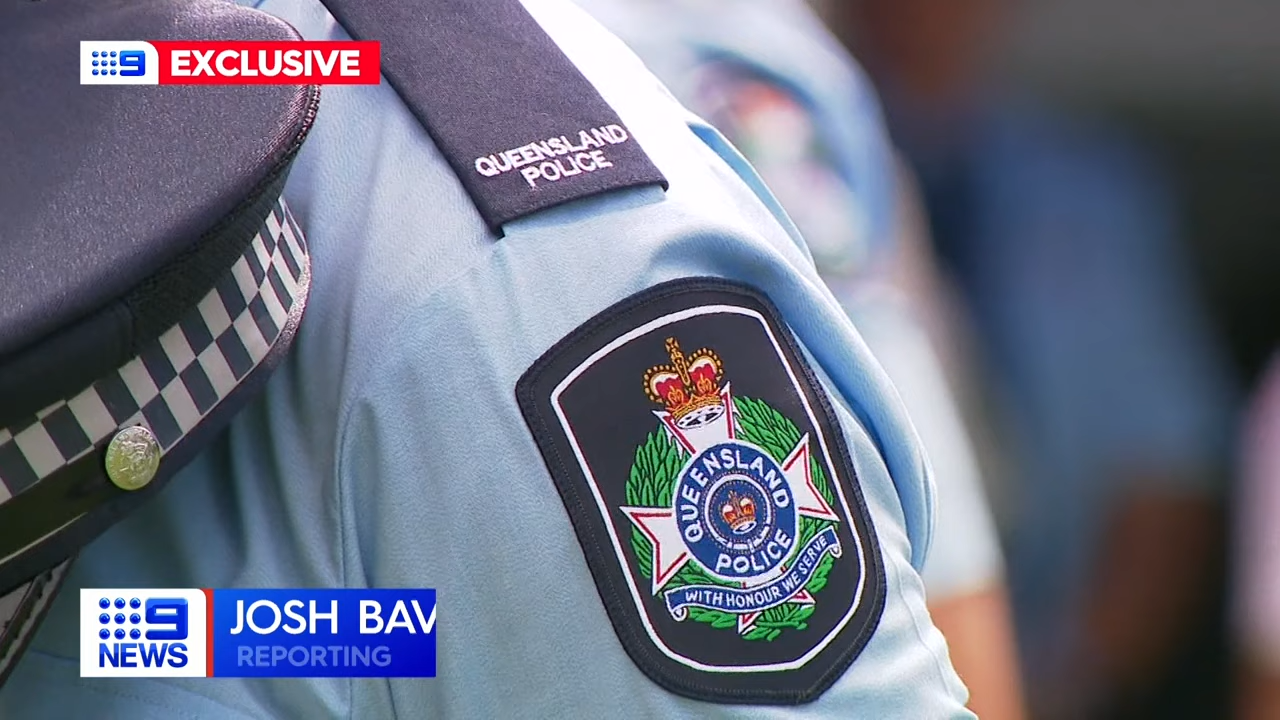 9 EXCLUSIVE
QUEENSLAND
POLICE
QUEENSLAND
POLICE
WITH HONOUR WE SERVE
9 JOSH BAV
NEWS REPORTING